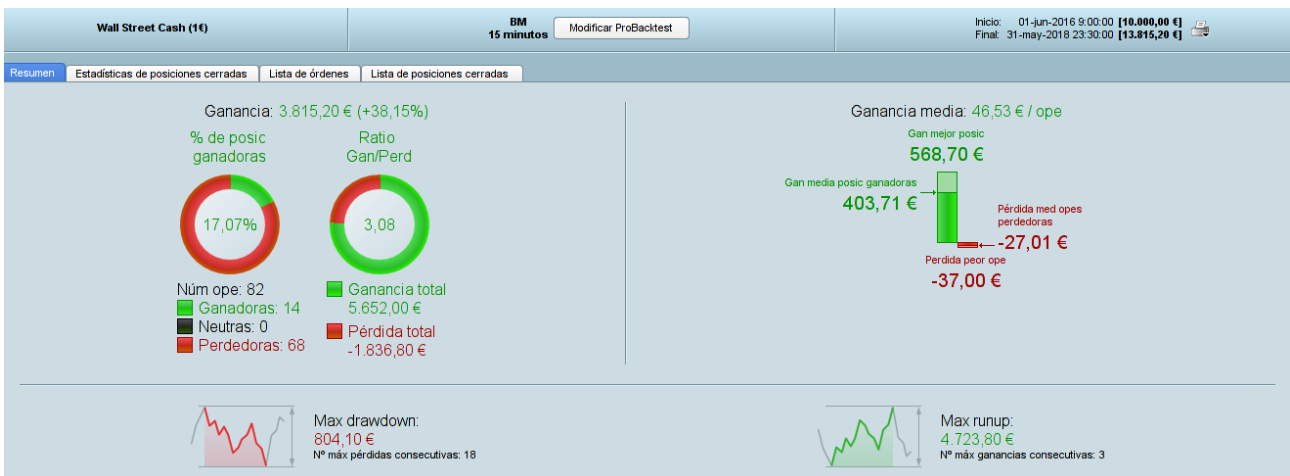 Wall Street Cash (1€)
BM
15 minutos
Modificar ProBacktest
Inicio: 01-jun-2016 9:00:00 [10.000,00 €]
Final: 31-may-2018 23:30:00 [13.815,20 €]
Resumen
Estadísticas de posiciones cerradas
Lista de órdenes
Lista de posiciones cerradas
Ganancia: 3.815,20 € (+38,15%)
% de posic
ganadoras
17,07%
Núm ope: 82
Ganadoras: 14
Neutras: 0
Perdedoras: 68
Ratio
Gan/Perd
3,08
Ganancia total
5.652,00 €
Pérdida total
-1.836,80 €
Ganancia media: 46,53 € / ope
Gan mejor posic
568,70 €
Gan media posic ganadoras
403,71 €
Pérdida med opes
perdedoras
-27,01 €
Perdida peor ope
-37,00 €
Max drawdown:
804,10 €
Nº máx pérdidas consecutivas: 18
Max runup:
4.723,80 €
Nº máx ganancias consecutivas: 3